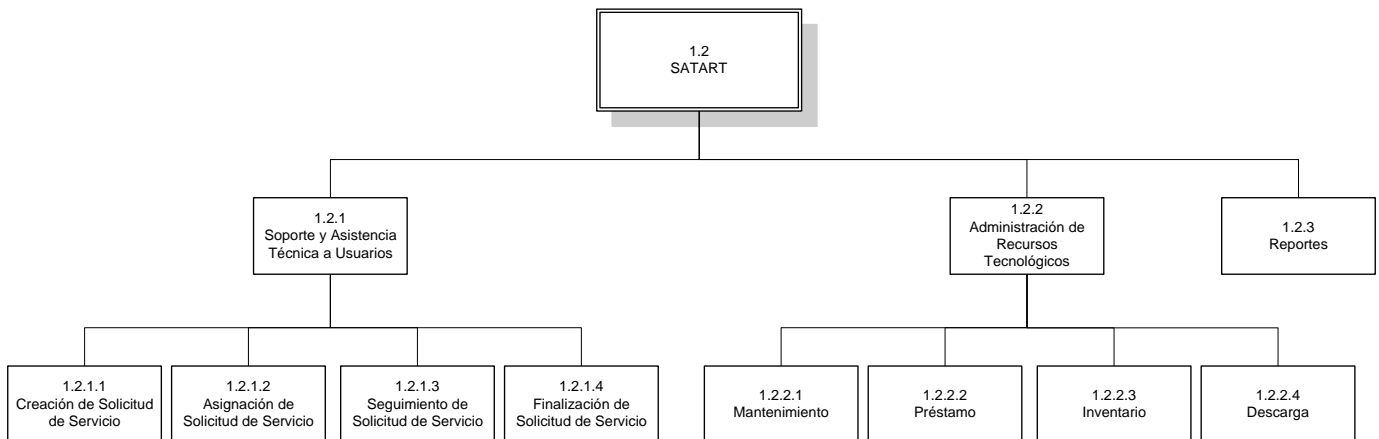 1.2
SATART
1.2.1
Soporte y Asistencia
Técnica a Usuarios
1.2.2
Administración de
Recursos
Tecnológicos
1.2.3
Reportes
1.2.1.1
Creación de Solicitud
de Servicio
1.2.1.2
Asignación de
Solicitud de Servicio
1.2.1.3
Seguimiento de
Solicitud de Servicio
1.2.1.4
Finalización de
Solicitud de Servicio
1.2.2.1
Mantenimiento
1.2.2.2
Préstamo
1.2.2.3
Inventario
1.2.2.4
Descarga